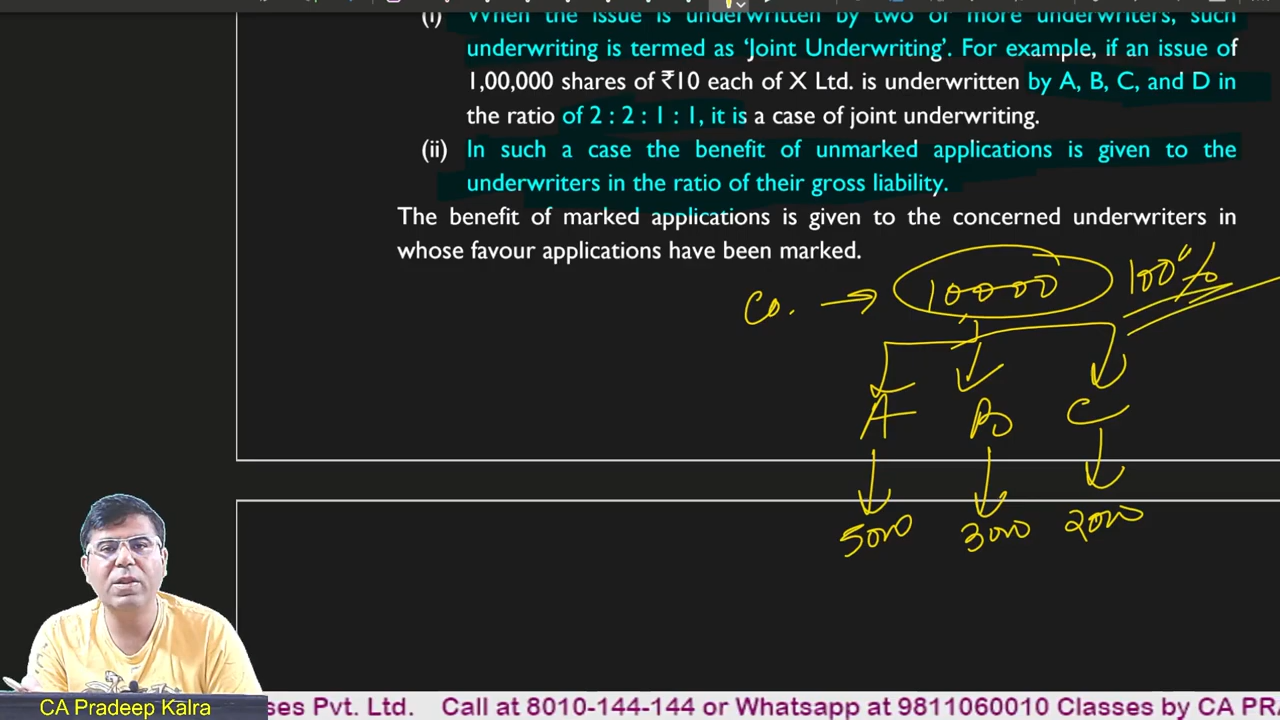 (i) When the issue is underwritten by two or more underwriters, such
underwriting is termed as ‘Joint Underwriting’. For example, if an issue of
1,00,000 shares of ₹10 each of X Ltd. is underwritten by A, B, C, and D in
the ratio of 2 : 2 : 1 : 1, it is a case of joint underwriting.
(ii) In such a case the benefit of unmarked applications is given to the
underwriters in the ratio of their gross liability.
The benefit of marked applications is given to the concerned underwriters in
whose favour applications have been marked.
Co. → 10000 100%
A B C
5000 3000 2000
CA Pradeep Kalra
ses Pvt. Ltd. Call at 8010-144-144 or Whatsapp at 9811060010 Classes by CA PRA